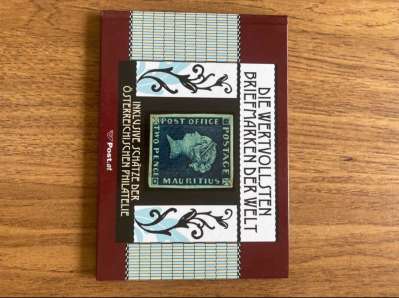 DIE WERTVOLLSTEN
BRIEFMARKEN DER WELT
POST OFFICE
TWO PENCE
POSTAGE
MAURITIUS
INKLUSIVE SCHÄTZE DER
ÖSTERREICHISCHEN PHILATELIE
Post.at